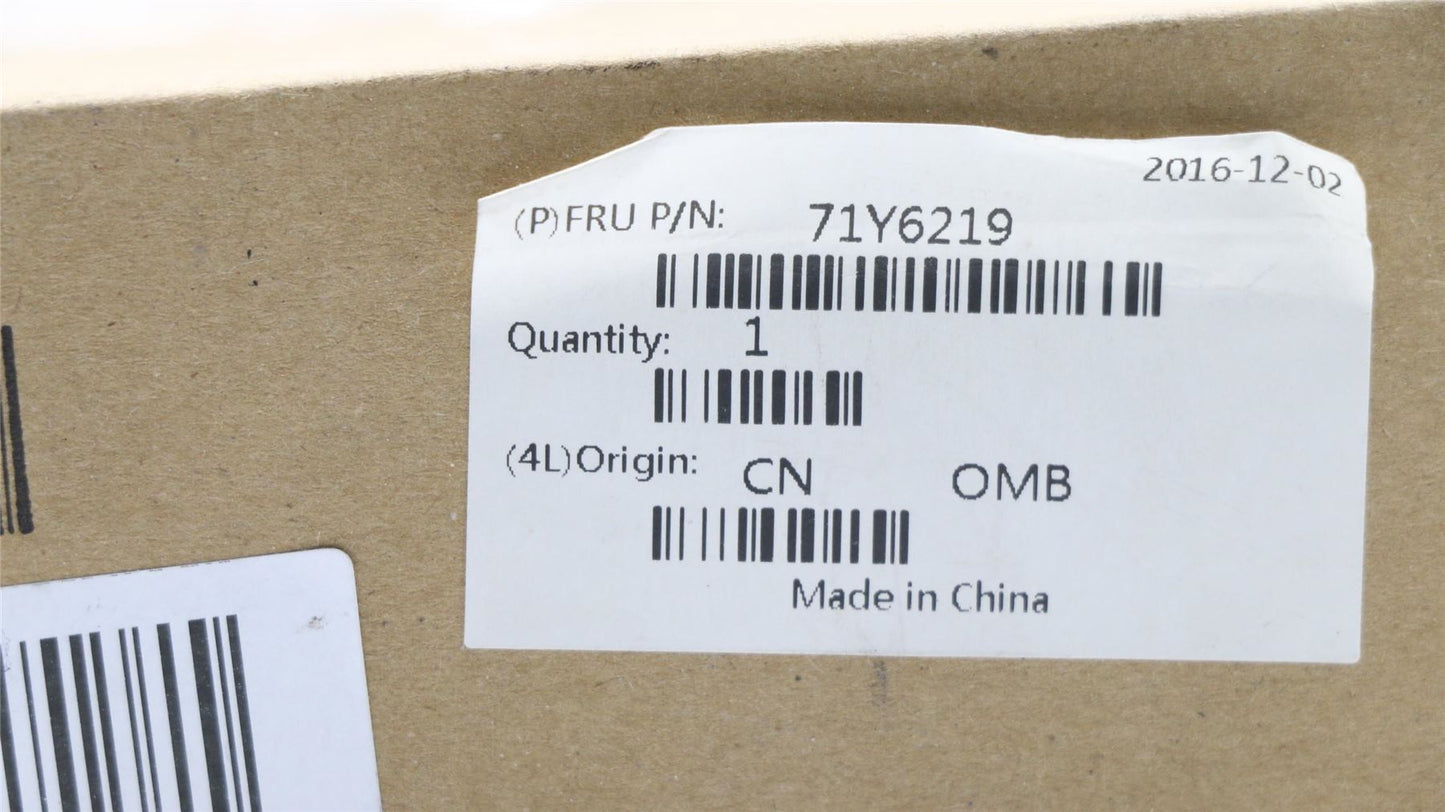 2016-12-02
(P)FRU P/N: 71Y6219
Quantity: 1
(4L)Origin: CN OMB
Made in China